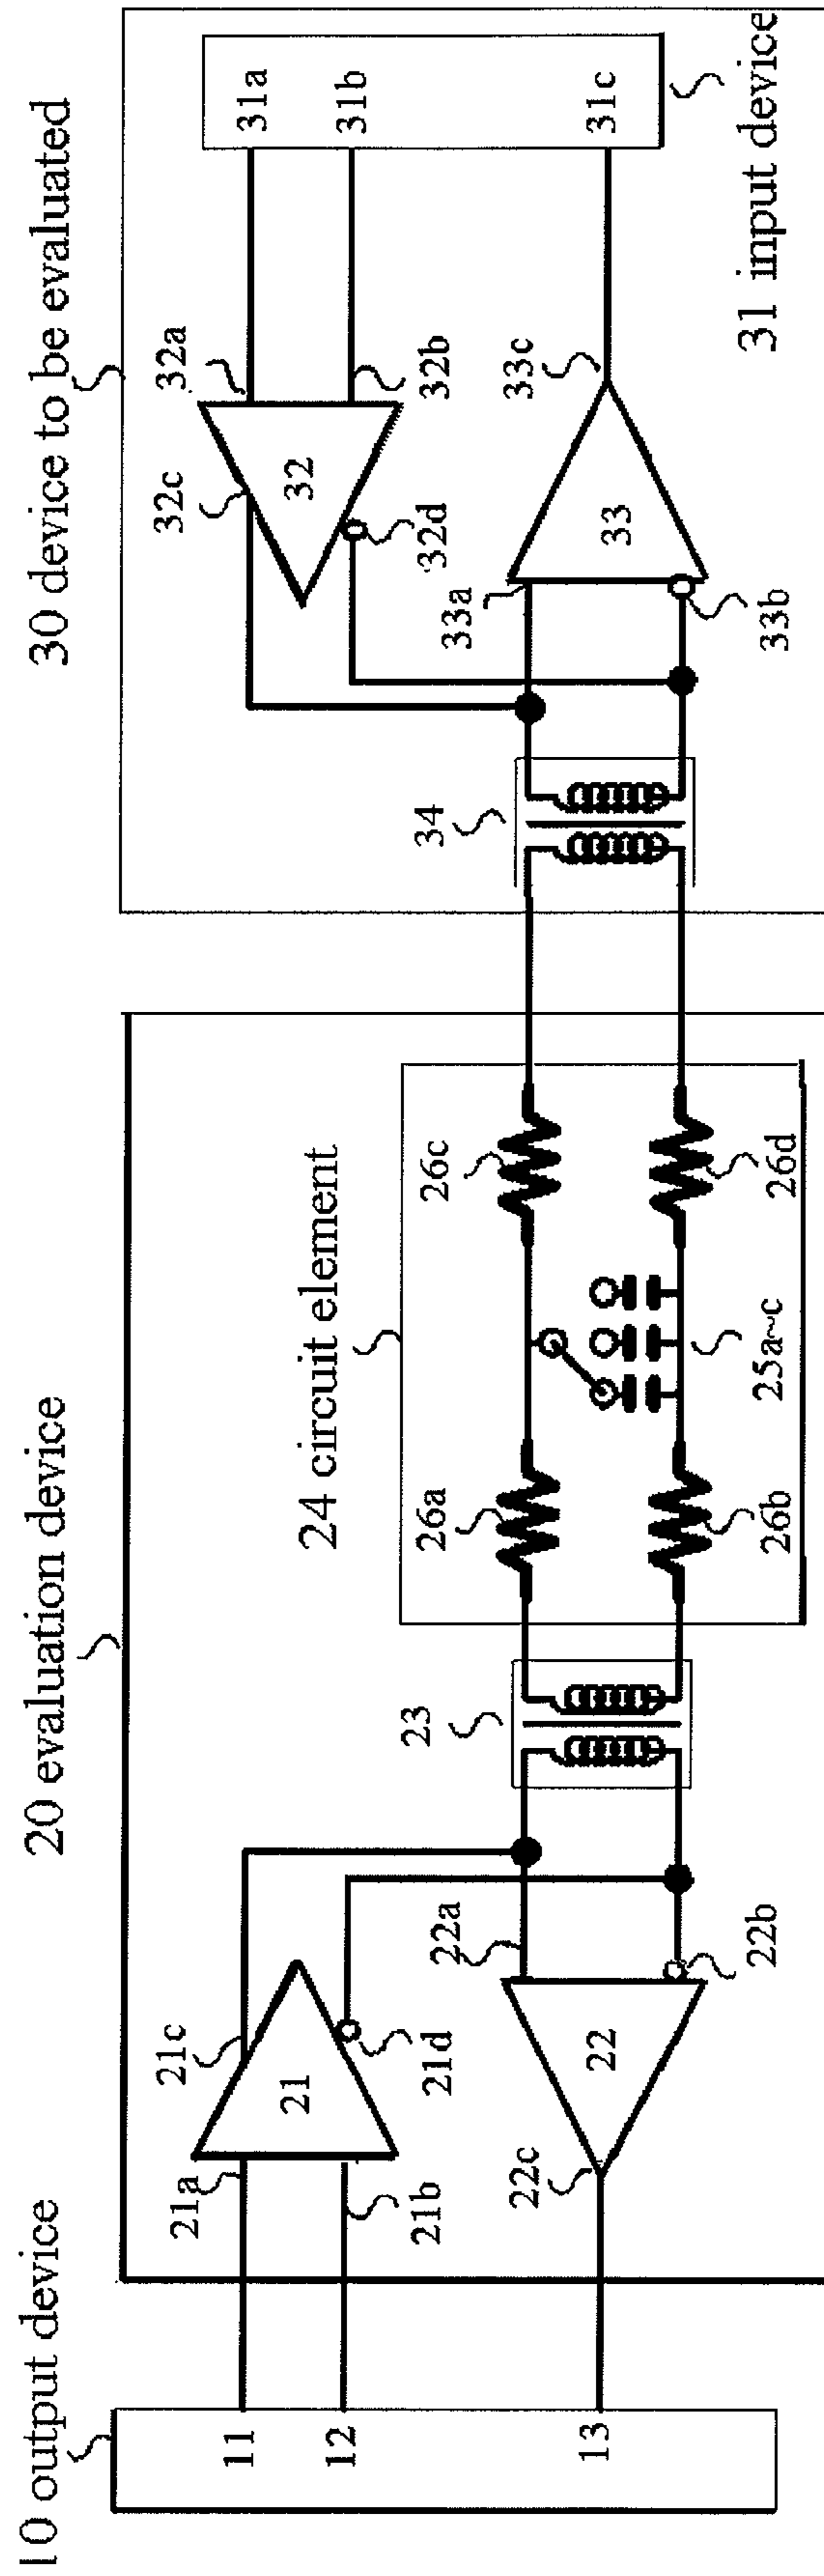 10 output device
11
12
13
20 evaluation device
21a
21b
21
21c
21d
22a
22b
22
22c
23
24 circuit element
26a
26b
25a~c
26c
26d
30 device to be evaluated
34
32c
32
32a
32b
32d
33a
33b
33
33c
31a
31b
31c
31 input device